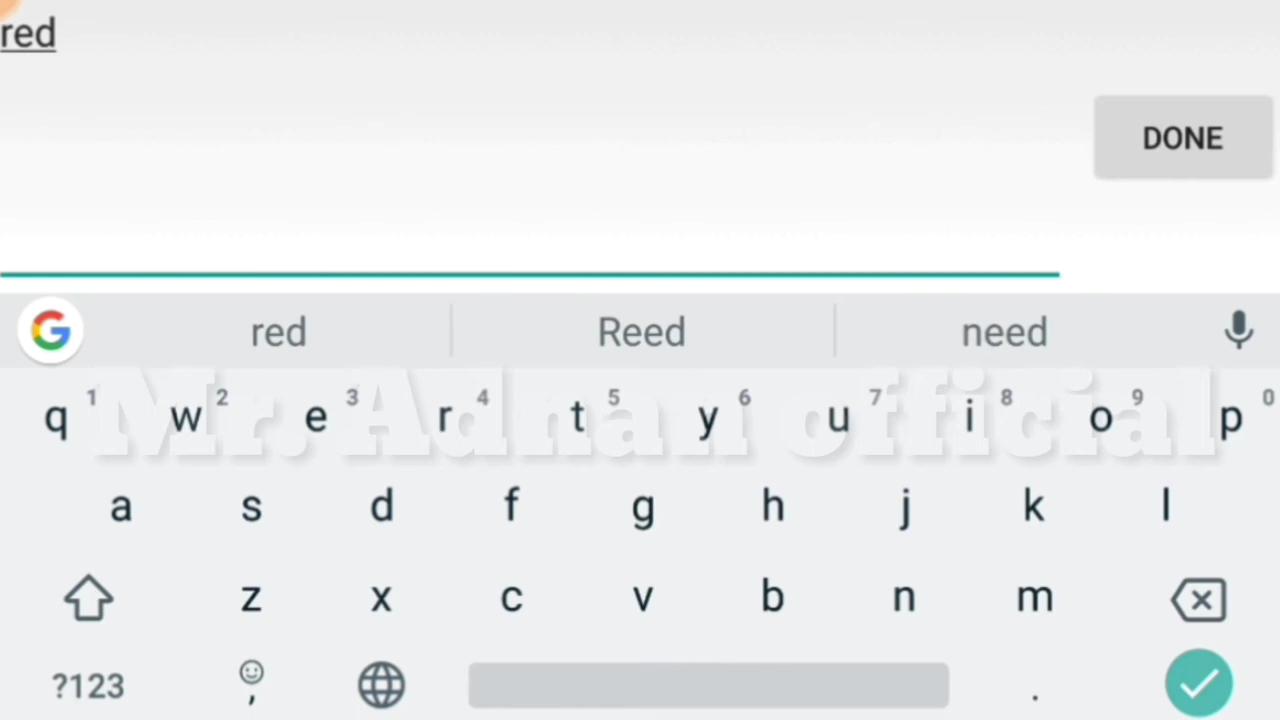 red
DONE
red Reed need
q 1 w 2 e 3 r 4 t 5 y 6 u 7 i 8 o 9 p 0
Mr. Adnan official
a s d f g h j k l
z x c v b n m
?123 , .